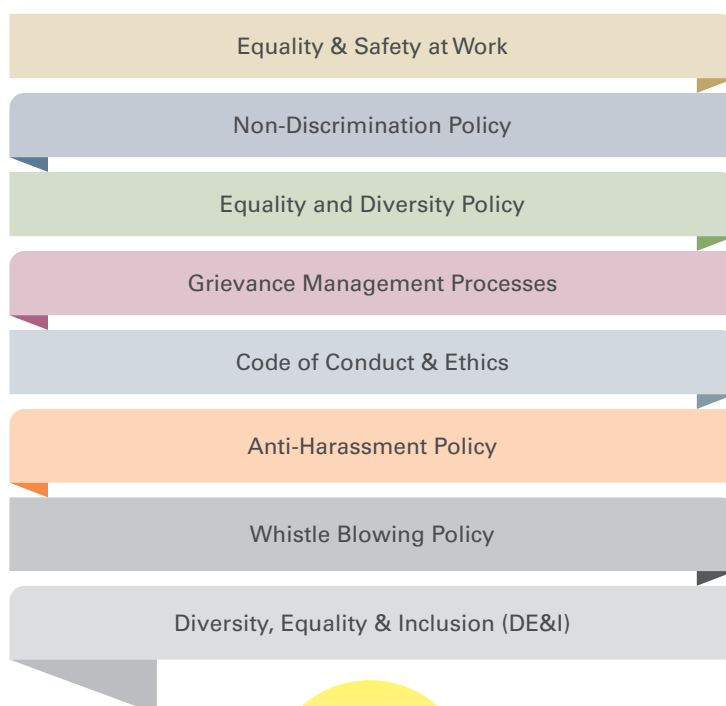 Equality & Safety at Work
Non-Discrimination Policy
Equality and Diversity Policy
Grievance Management Processes
Code of Conduct & Ethics
Anti-Harassment Policy
Whistle Blowing Policy
Diversity, Equality & Inclusion (DE&I)